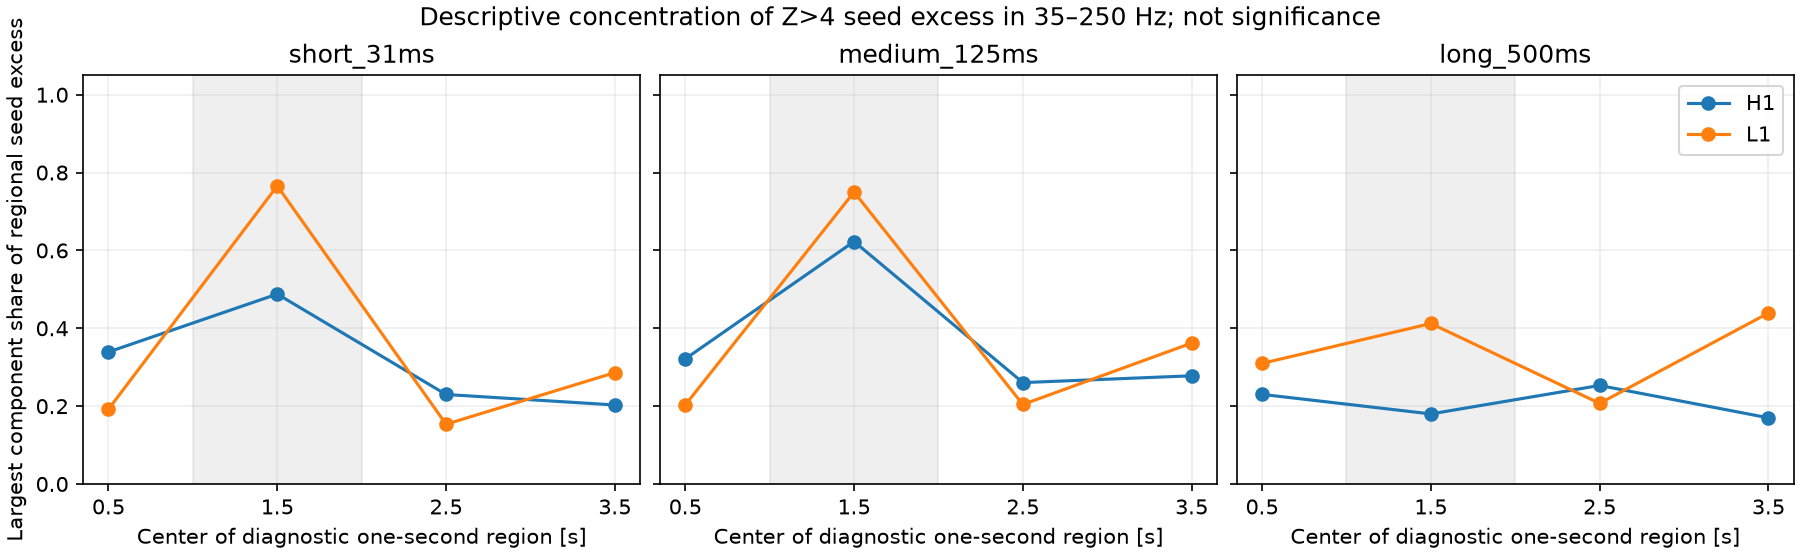 Descriptive concentration of Z>4 seed excess in 35–250 Hz; not significance
Largest component share of regional seed excess
short_31ms
1.0
0.8
0.6
0.4
0.2
0.0
0.5 1.5 2.5 3.5
Center of diagnostic one-second region [s]
medium_125ms
0.5 1.5 2.5 3.5
Center of diagnostic one-second region [s]
long_500ms
H1
L1
0.5 1.5 2.5 3.5
Center of diagnostic one-second region [s]